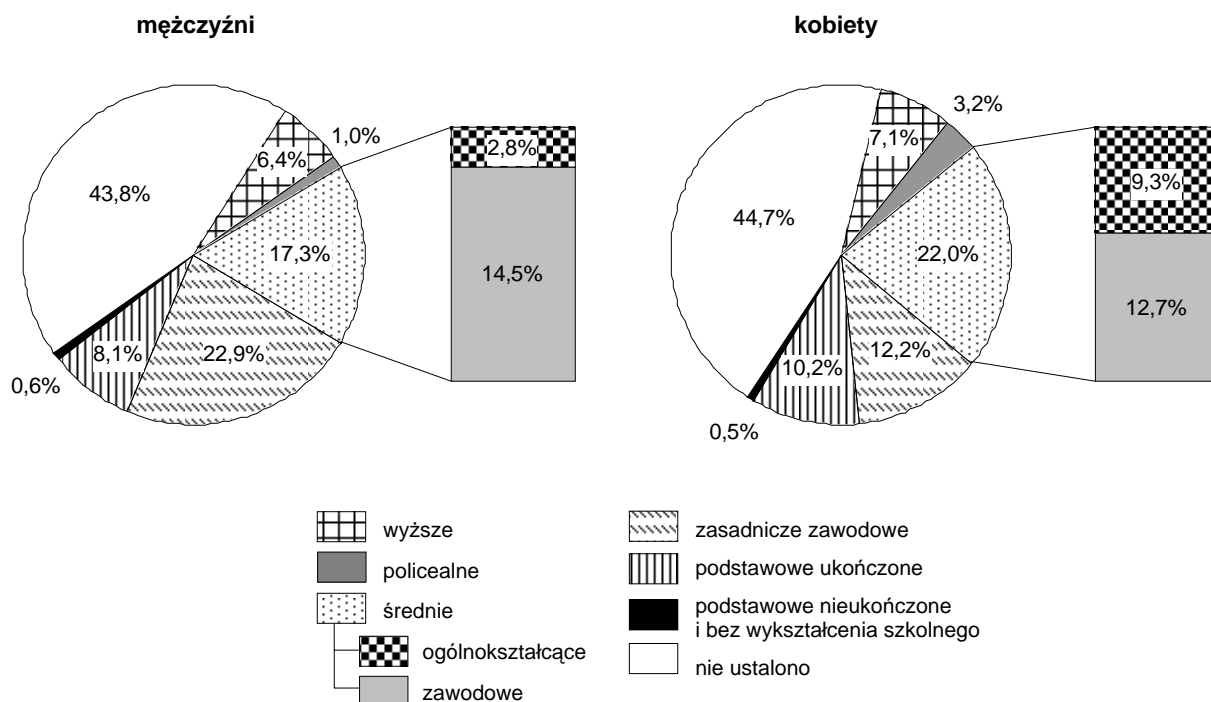 mężczyźni
kobiety
43,8%
6,4%
1,0%
17,3%
22,9%
8,1%
0,6%
2,8%
14,5%
44,7%
7,1%
3,2%
22,0%
12,2%
10,2%
0,5%
9,3%
12,7%
wyższe
policealne
średnie
ogólnokształcące
zawodowe
zasadnicze zawodowe
podstawowe ukończone
podstawowe nieukończone
i bez wykształcenia szkolnego
nie ustalono